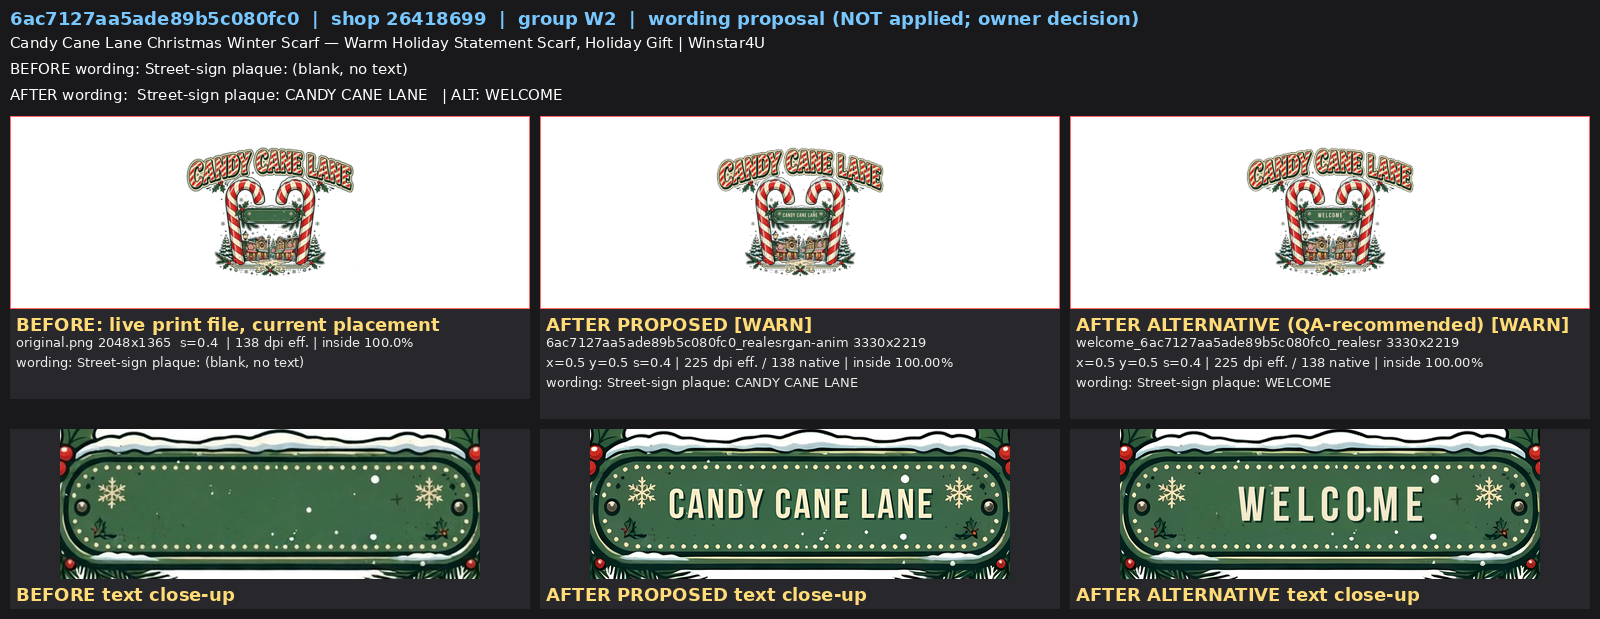 6ac7127aa5ade89b5c080fc0 | shop 26418699 | group W2 | wording proposal (NOT applied; owner decision)
Candy Cane Lane Christmas Winter Scarf — Warm Holiday Statement Scarf, Holiday Gift | Winstar4U
BEFORE wording: Street-sign plaque: (blank, no text)
AFTER wording: Street-sign plaque: CANDY CANE LANE | ALT: WELCOME
CANDY CANE LANE
CANDY CANE LANE
CANDY CANE LANE
CANDY CANE LANE
WELCOME
BEFORE: live print file, current placement
original.png 2048x1365 s=0.4 | 138 dpi eff. | inside 100.0%
wording: Street-sign plaque: (blank, no text)
AFTER PROPOSED [WARN]
6ac7127aa5ade89b5c080fc0_realesrgan-anim 3330x2219
x=0.5 y=0.5 s=0.4 | 225 dpi eff. / 138 native | inside 100.00%
wording: Street-sign plaque: CANDY CANE LANE
AFTER ALTERNATIVE (QA-recommended) [WARN]
welcome_6ac7127aa5ade89b5c080fc0_realesr 3330x2219
x=0.5 y=0.5 s=0.4 | 225 dpi eff. / 138 native | inside 100.00%
wording: Street-sign plaque: WELCOME
CANDY CANE LANE
WELCOME
BEFORE text close-up
AFTER PROPOSED text close-up
AFTER ALTERNATIVE text close-up